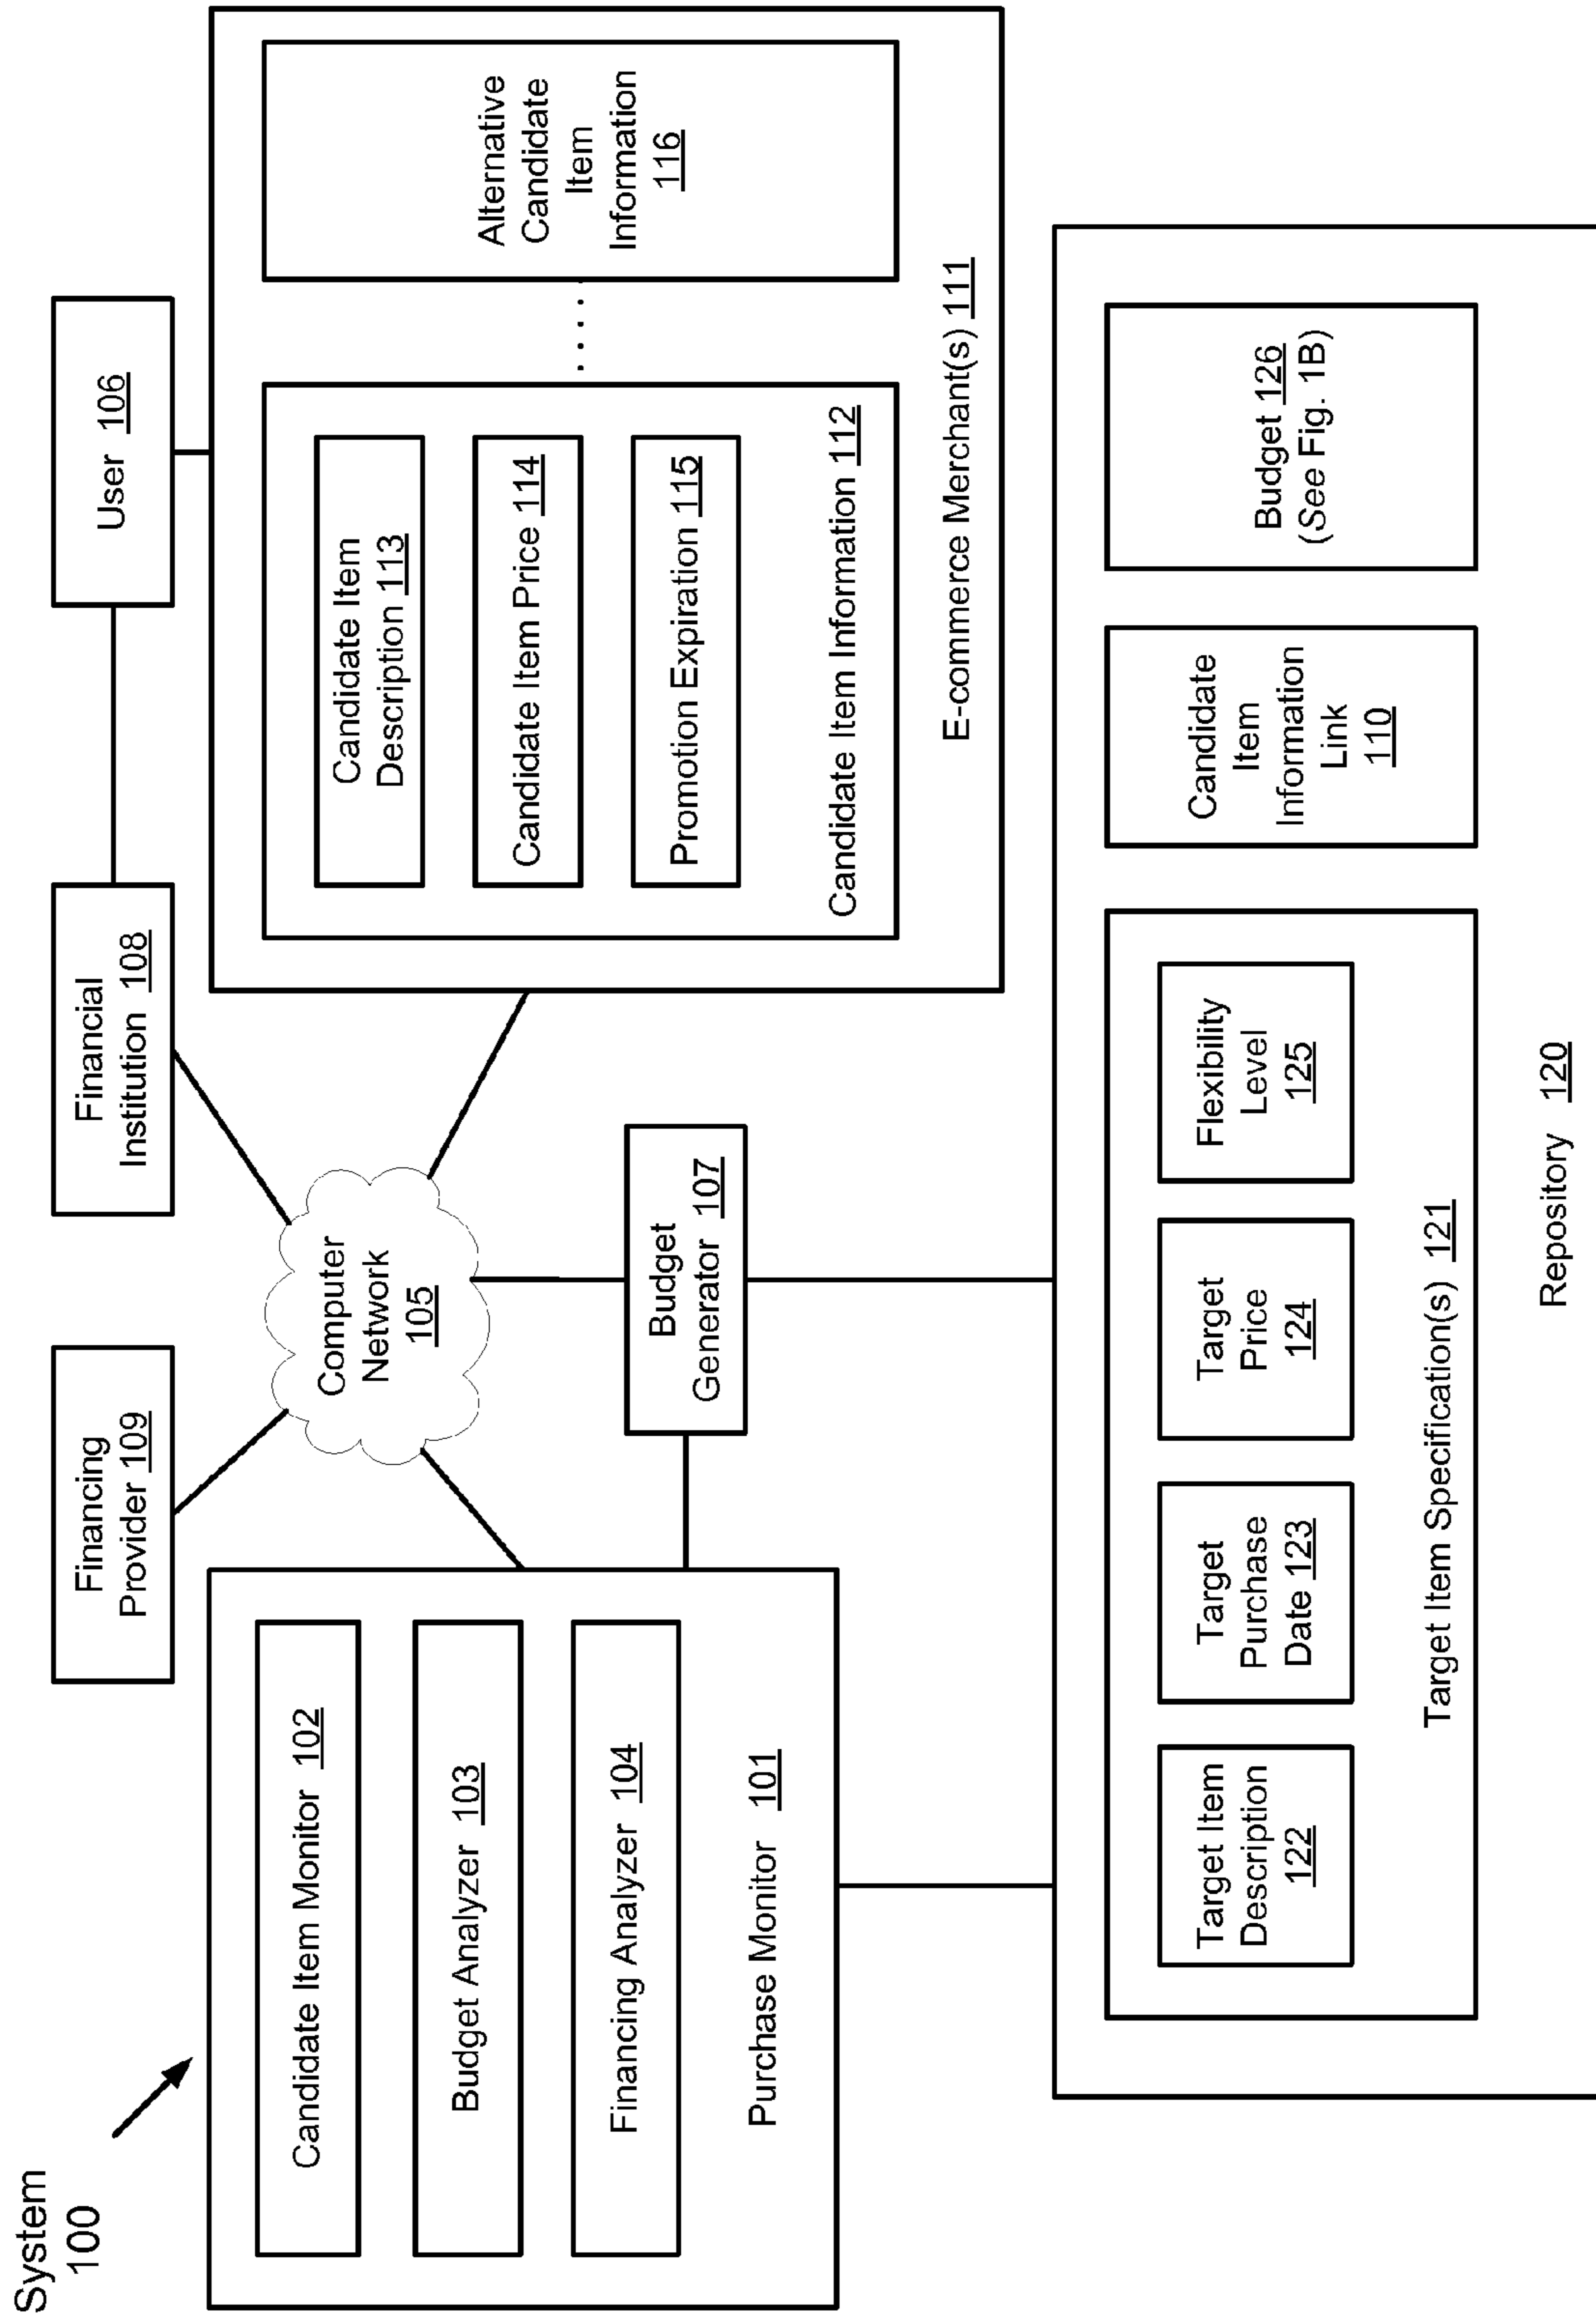 System
100
Financing
Provider 109
Financial
Institution 108
User 106
Candidate Item Monitor 102
Budget Analyzer 103
Financing Analyzer 104
Purchase Monitor 101
Computer
Network
105
Budget
Generator 107
Candidate Item
Description 113
Candidate Item Price 114
Promotion Expiration 115
Candidate Item Information 112
Alternative
Candidate
Item
Information
116
E-commerce Merchant(s) 111
Target Item
Description
122
Target
Purchase
Date 123
Target
Price
124
Flexibility
Level
125
Target Item Specification(s) 121
Candidate
Item
Information
Link
110
Budget 126
(See Fig. 1B)
Repository 120